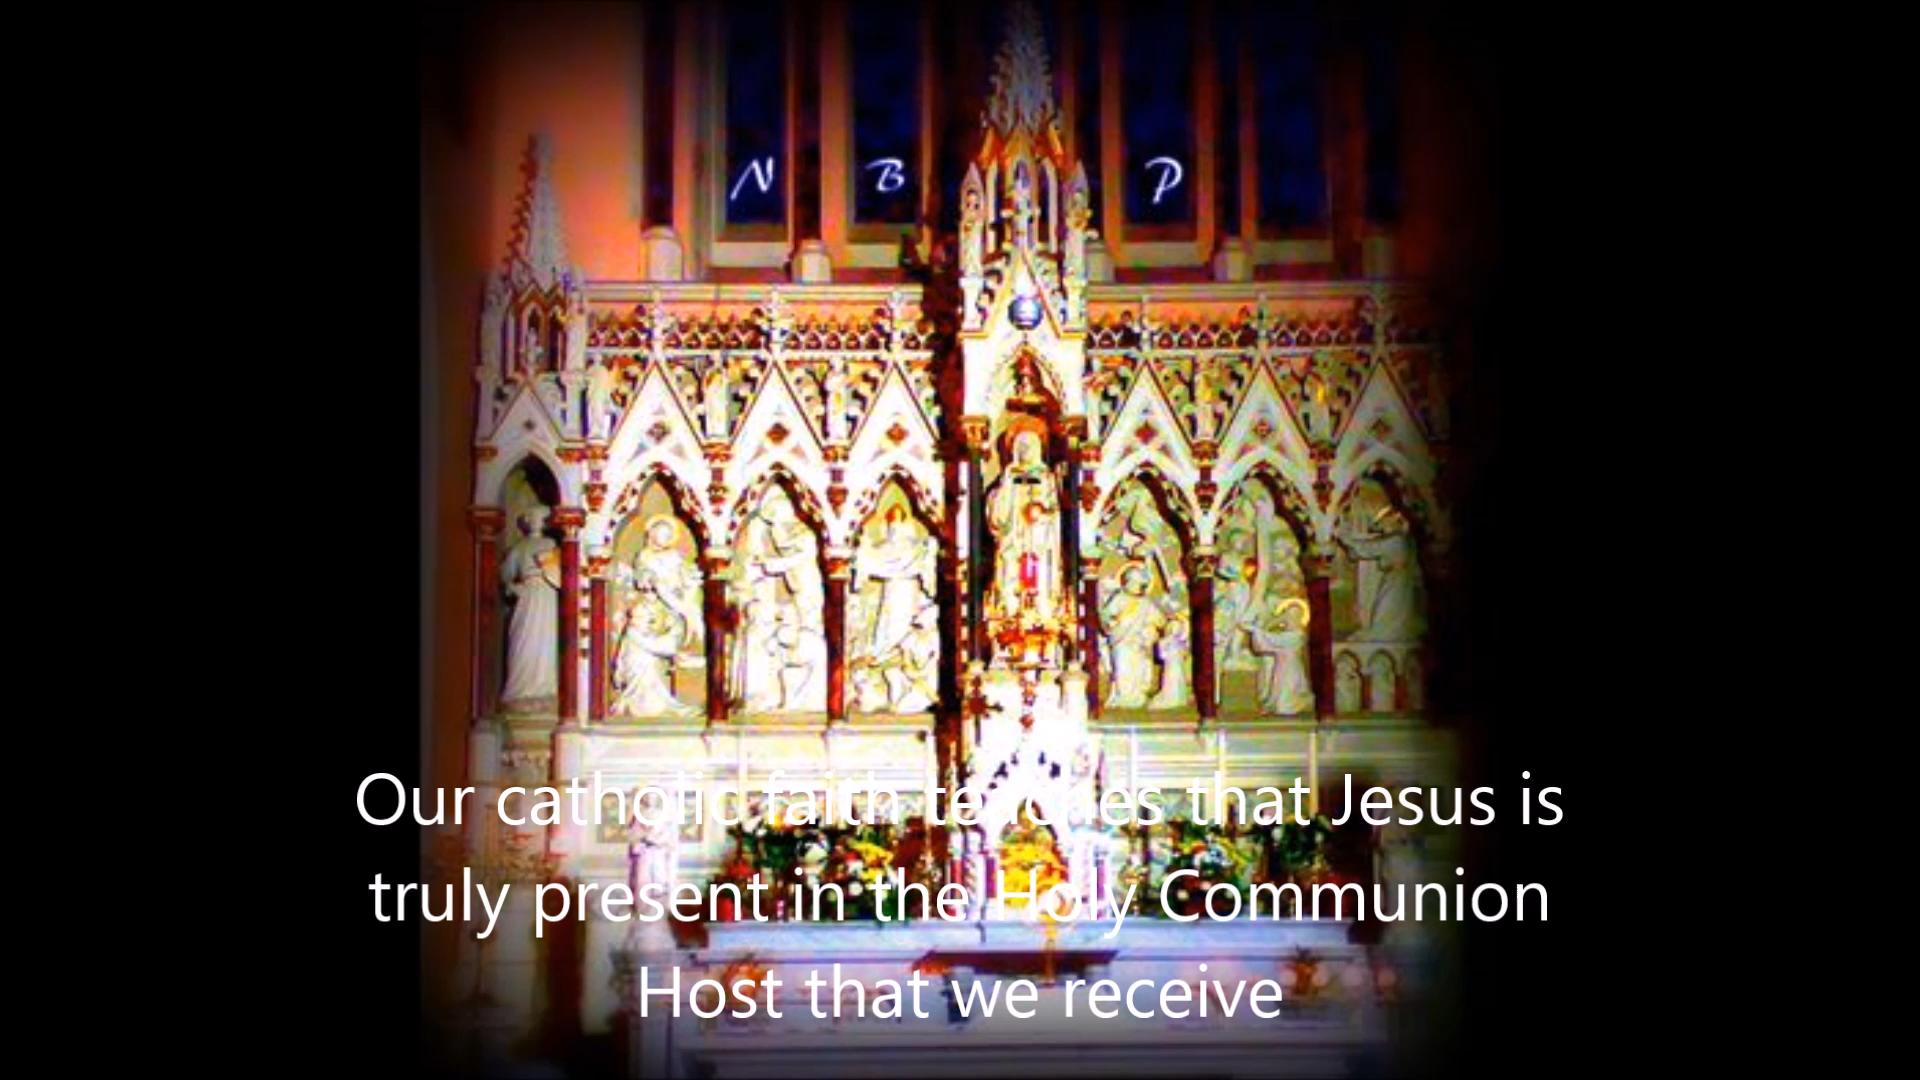 N B P
Our catholic faith teaches that Jesus is
truly present in the Holy Communion
Host that we receive